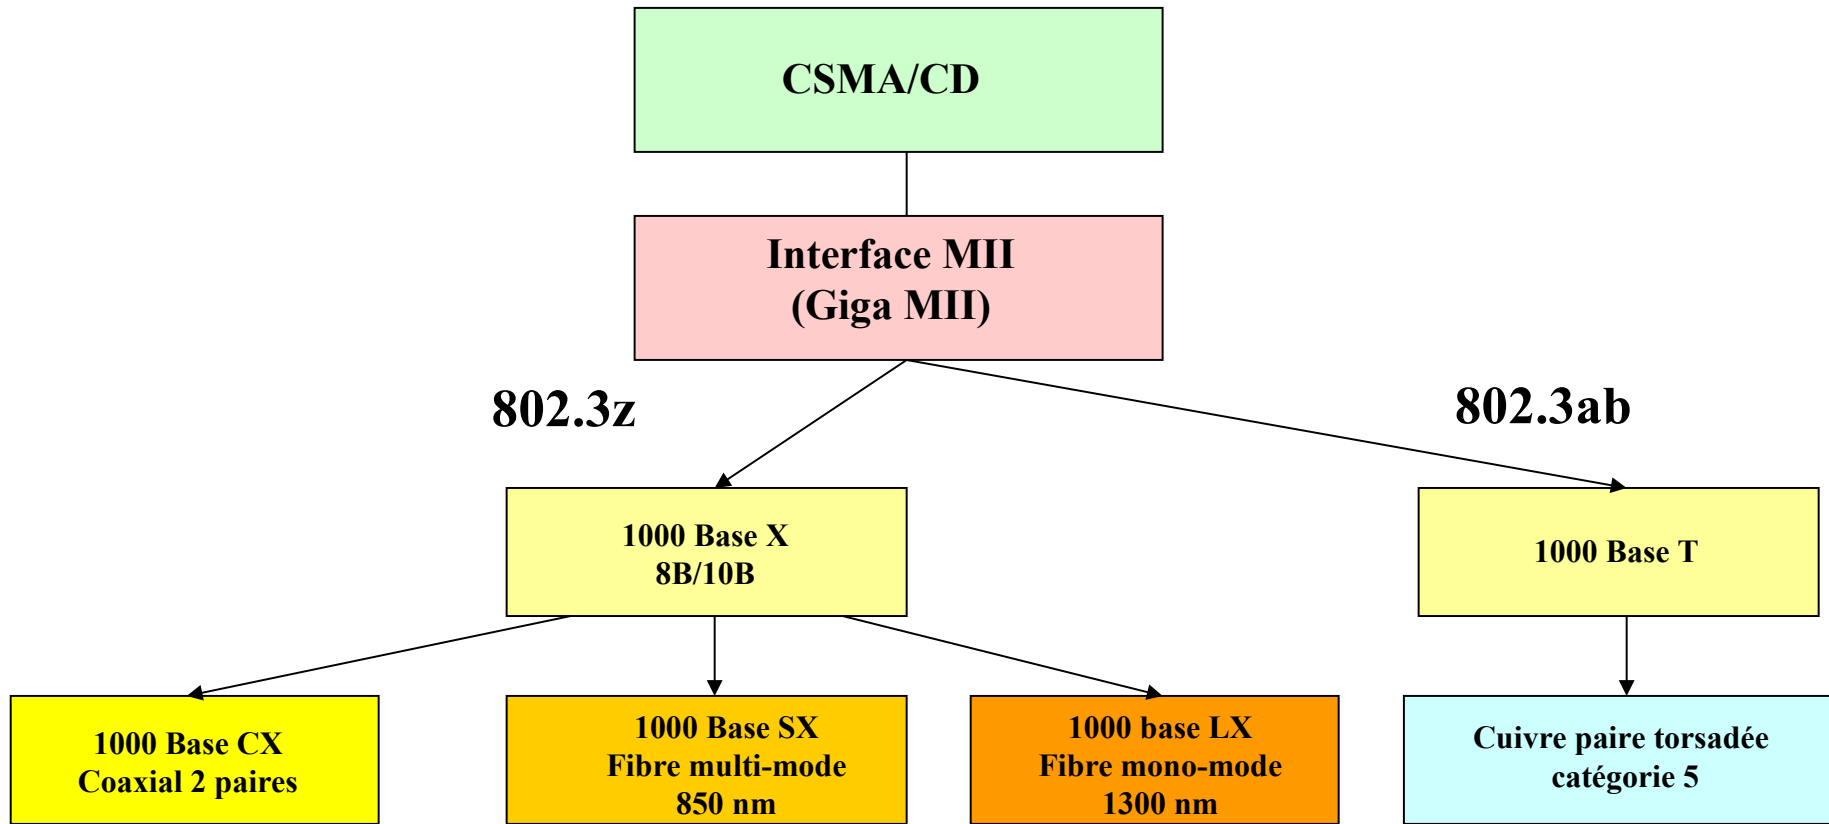 CSMA/CD
Interface MII
(Giga MII)
802.3z
802.3ab
1000 Base X
8B/10B
1000 Base T
1000 Base CX
Coaxial 2 paires
1000 Base SX
Fibre multi-mode
850 nm
1000 base LX
Fibre mono-mode
1300 nm
Cuivre paire torsadée
catégorie 5